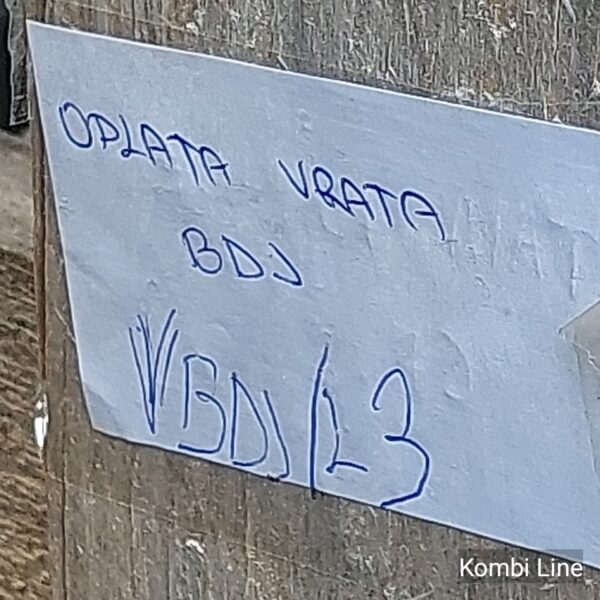 OPLATA VRATA
BDJ
VBDJ/L3
Kombi Line